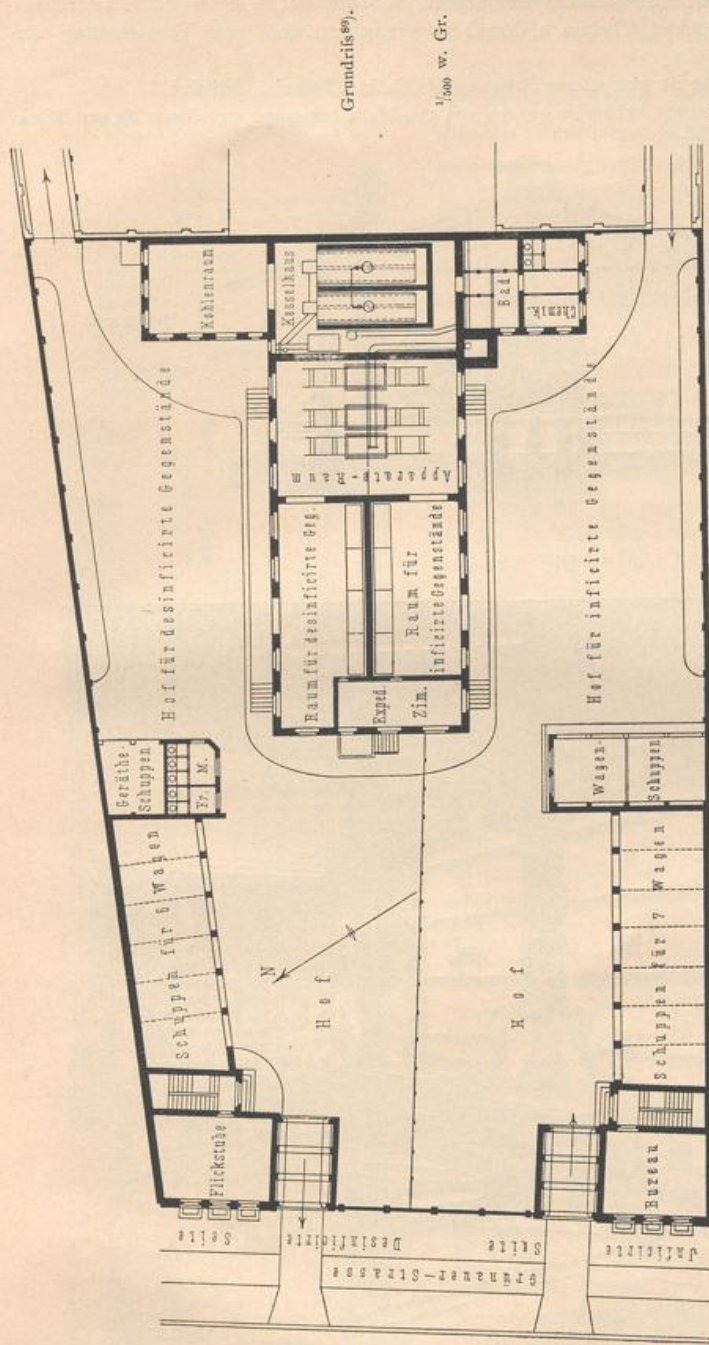 Grundriſs⁸⁹).
1/500 w. Gr.
Kohlenraum
Kesselhaus
Bad
Chemik.
Apparate-Raum
Hof für desinficirte Gegenstände
Raum für desinficirte Geg.
Raum für
inficirte Gegenstände
Hof für inficirte Gegenstände
Exped.
Zim.
Geräthe-
Schuppen
Fr. M.
Wagen-
Schuppen
Schuppen für 6 Wagen
N
Hof
Hof
Schuppen für 7 Wagen
Flickstube
Bureau
Desinficirte Seite
Inficirte Seite
Grünauer-Strasse